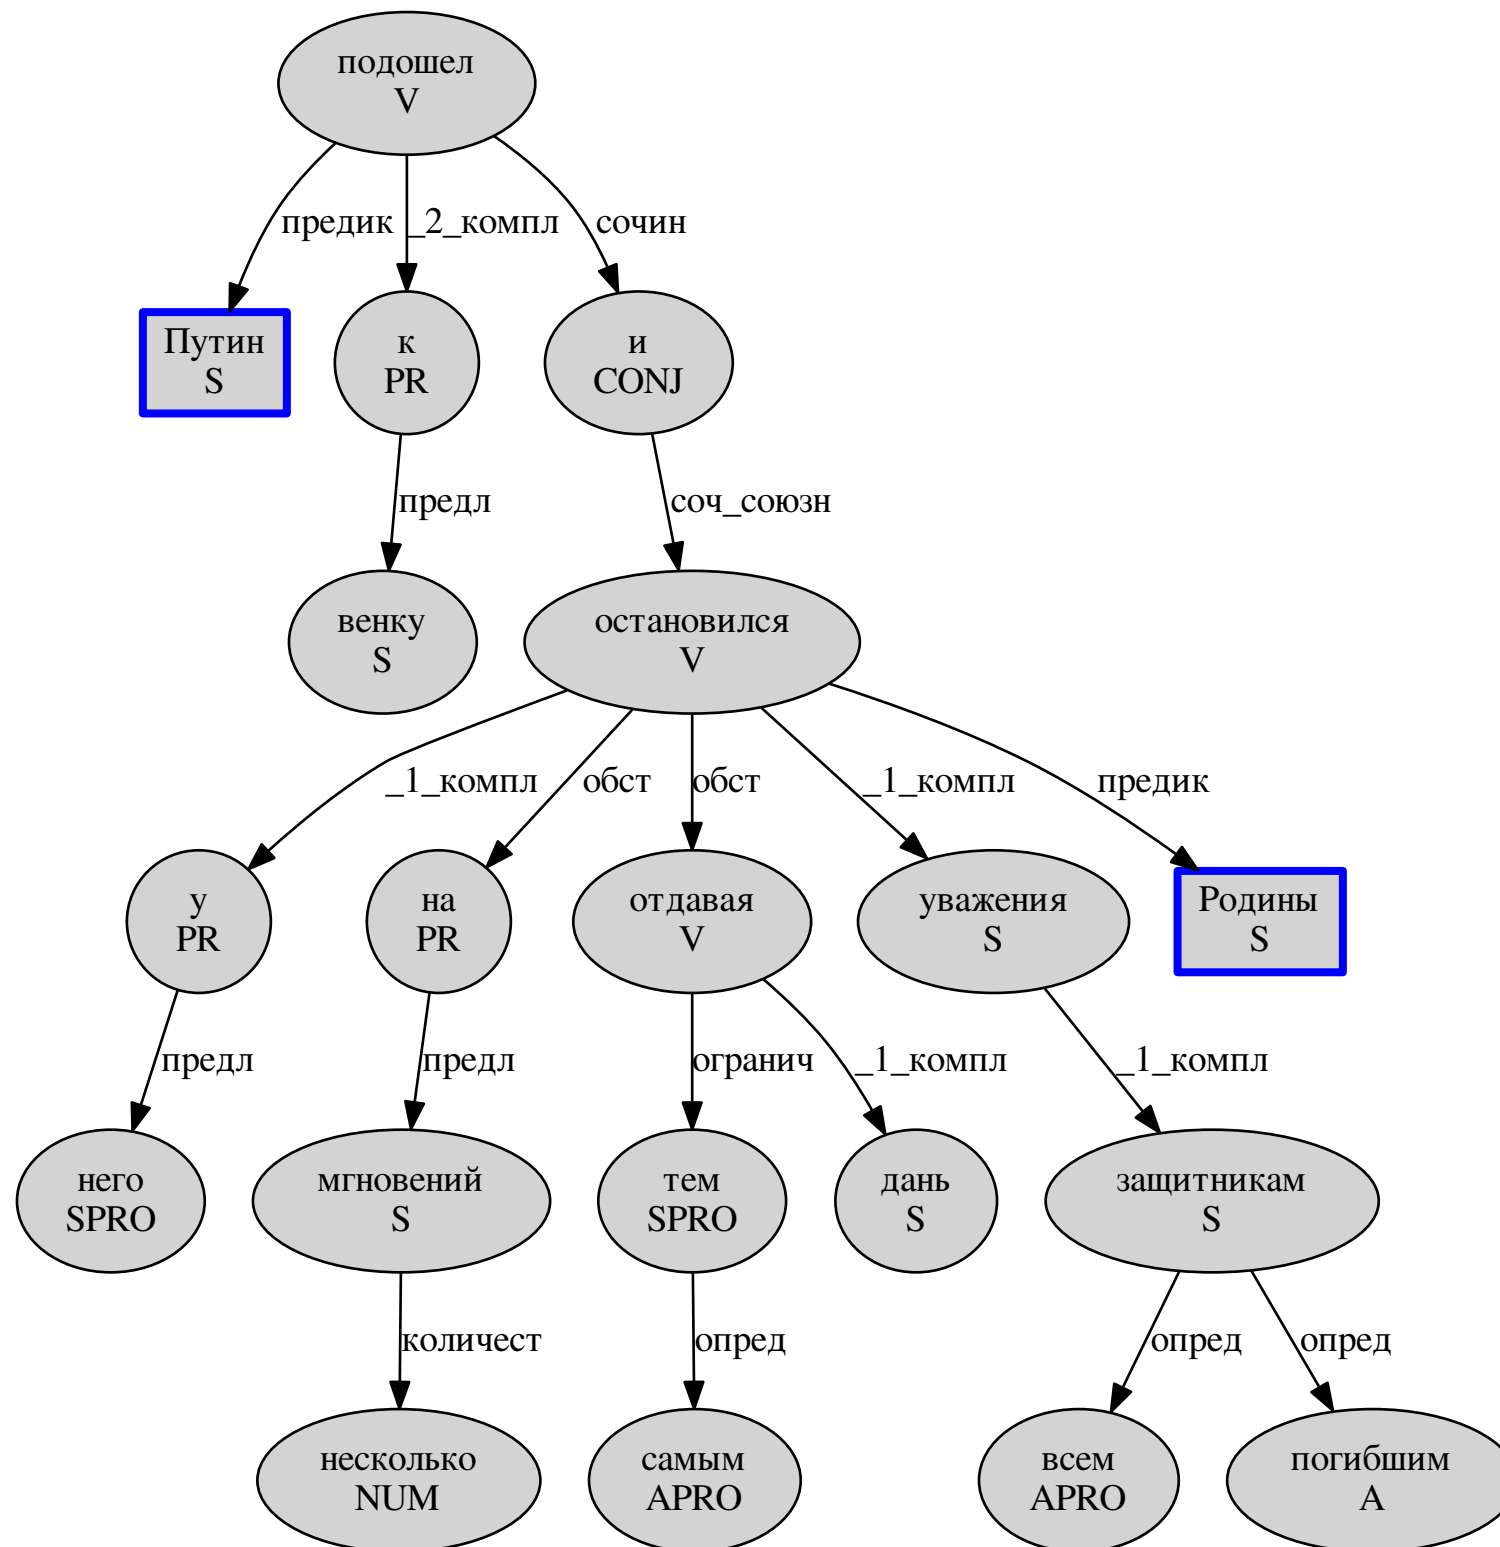 подошел
V
предик
_2_компл
сочин
Путин
S
к
PR
и
CONJ
предл
соч_союзн
венку
S
остановился
V
_1_компл
обст
обст
_1_компл
предик
у
PR
на
PR
отдавая
V
уважения
S
Родины
S
предл
предл
огранич
_1_компл
_1_компл
него
SPRO
мгновений
S
тем
SPRO
дань
S
защитникам
S
количест
опред
опред
опред
несколько
NUM
самым
APRO
всем
APRO
погибшим
A